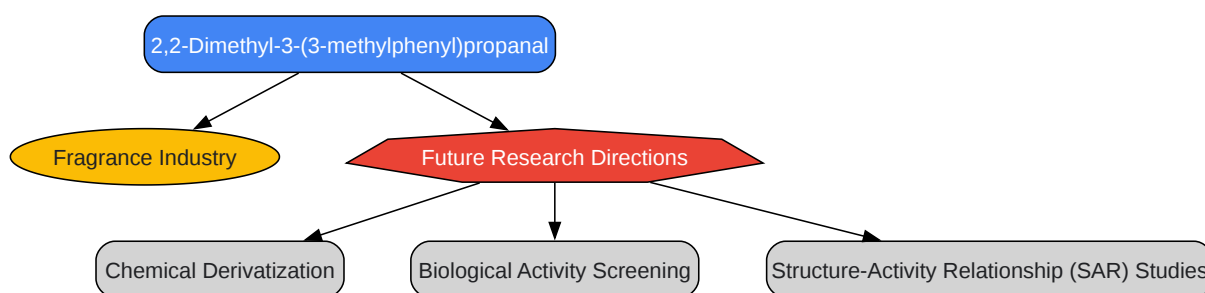 2,2-Dimethyl-3-(3-methylphenyl)propanal
Fragrance Industry
Future Research Directions
Chemical Derivatization
Biological Activity Screening
Structure-Activity Relationship (SAR) Studies